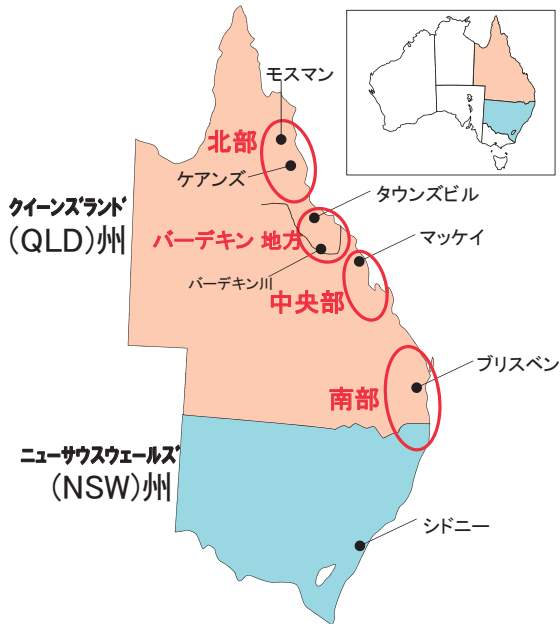 モスマン
北部
ケアンズ
クイーンズランド
(QLD)州
タウンズビル
バーデキン 地方
マッケイ
バーデキン川
中央部
ブリスベン
南部
ニューサウスウェールズ
(NSW)州
シドニー